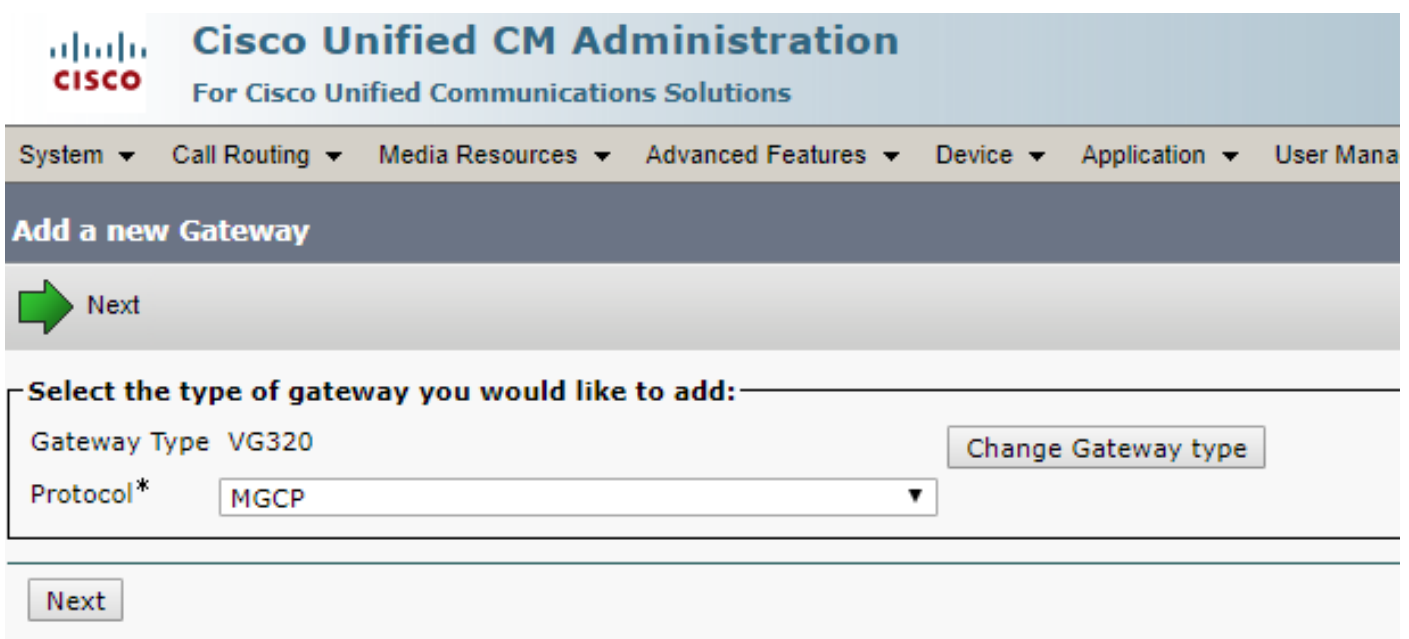 Cisco Unified CM Administration
CISCO
For Cisco Unified Communications Solutions
System Call Routing Media Resources Advanced Features Device Application User Mana
Add a new Gateway
Next
Select the type of gateway you would like to add:
Gateway Type VG320 Change Gateway type
Protocol* MGCP
Next